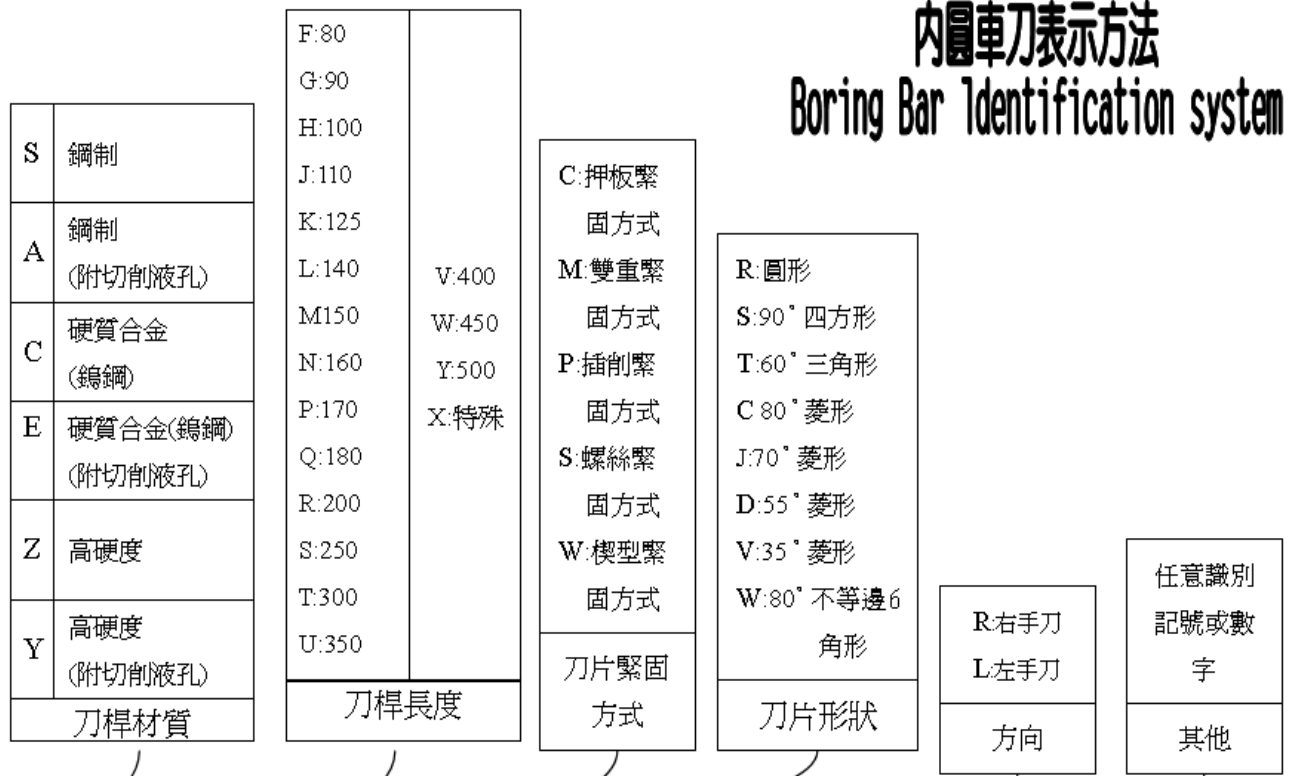 內圓車刀表示方法
Boring Bar Identification system
S
鋼制
A
鋼制
(附切削液孔)
C
硬質合金
(鎢鋼)
E
硬質合金(鎢鋼)
(附切削液孔)
Z
高硬度
Y
高硬度
(附切削液孔)
刀桿材質
F:80
G:90
H:100
J:110
K:125
L:140
M150
N:160
P:170
Q:180
R:200
S:250
T:300
U:350
V:400
W:450
Y:500
X:特殊
刀桿長度
C:押板緊
固方式
M:雙重緊
固方式
P:插削緊
固方式
S:螺絲緊
固方式
W:楔型緊
固方式
刀片緊固
方式
R:圓形
S:90°四方形
T:60°三角形
C 80°菱形
J:70°菱形
D:55°菱形
V:35°菱形
W:80°不等邊6
角形
刀片形狀
R:右手刀
L:左手刀
方向
任意識別
記號或數
字
其他